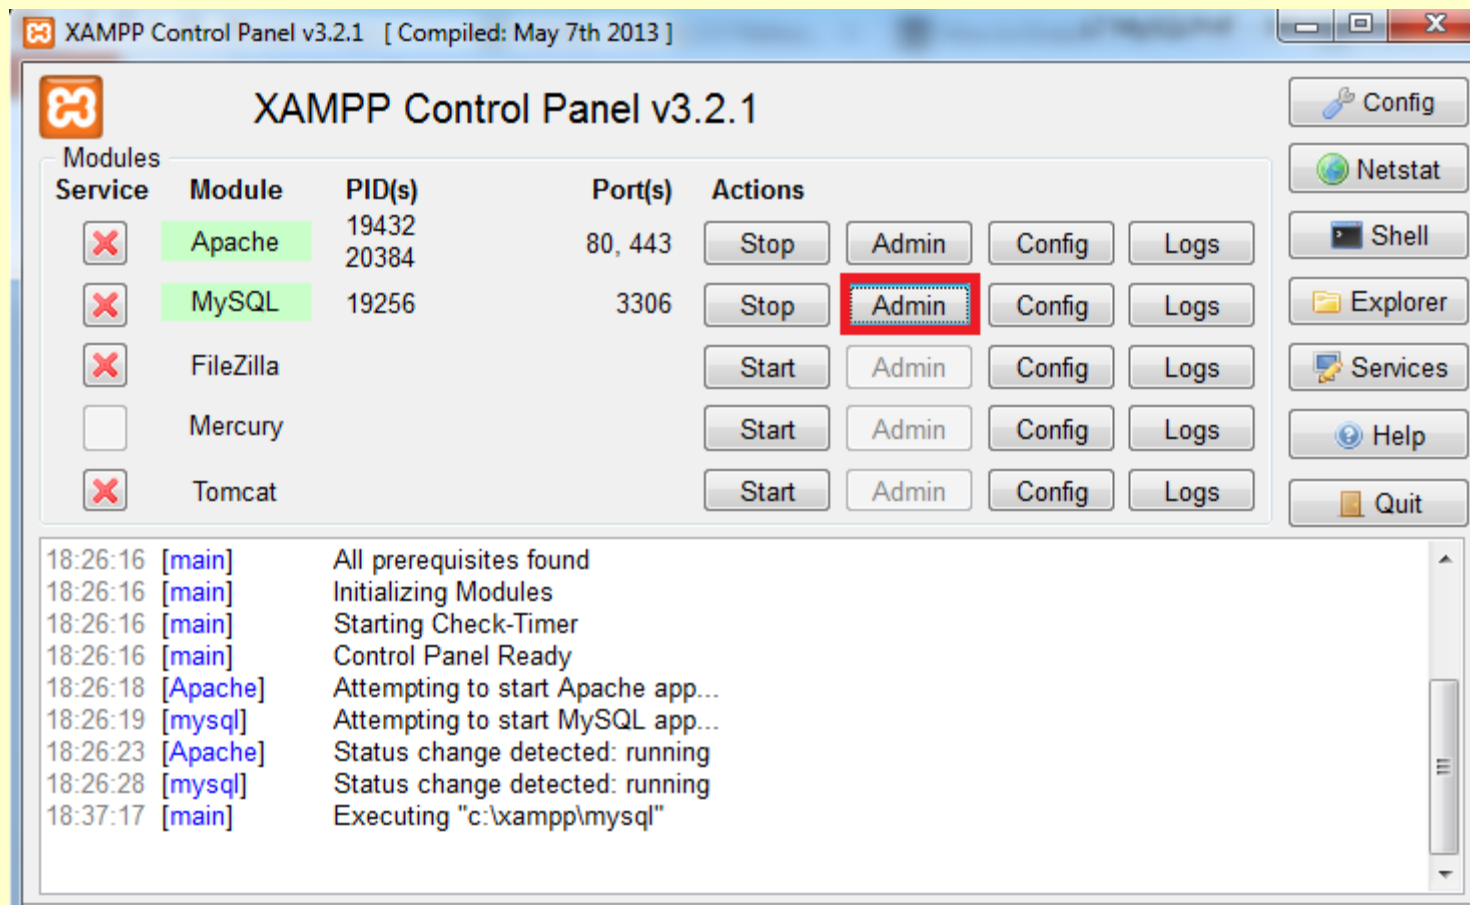 XAMPP Control Panel v3.2.1 [ Compiled: May 7th 2013 ]
XAMPP Control Panel v3.2.1
Modules
Service Module PID(s) Port(s) Actions
Apache 19432 20384 80, 443 Stop Admin Config Logs
MySQL 19256 3306 Stop Admin Config Logs
FileZilla Start Admin Config Logs
Mercury Start Admin Config Logs
Tomcat Start Admin Config Logs
Config
Netstat
Shell
Explorer
Services
Help
Quit
18:26:16 [main] All prerequisites found
18:26:16 [main] Initializing Modules
18:26:16 [main] Starting Check-Timer
18:26:16 [main] Control Panel Ready
18:26:18 [Apache] Attempting to start Apache app...
18:26:19 [mysql] Attempting to start MySQL app...
18:26:23 [Apache] Status change detected: running
18:26:28 [mysql] Status change detected: running
18:37:17 [main] Executing "c:\xampp\mysql"